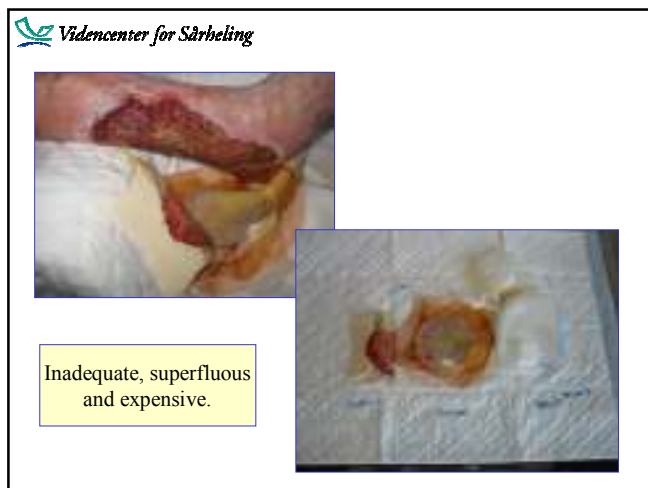 Videncenter for Sårheling
Inadequate, superfluous
and expensive.